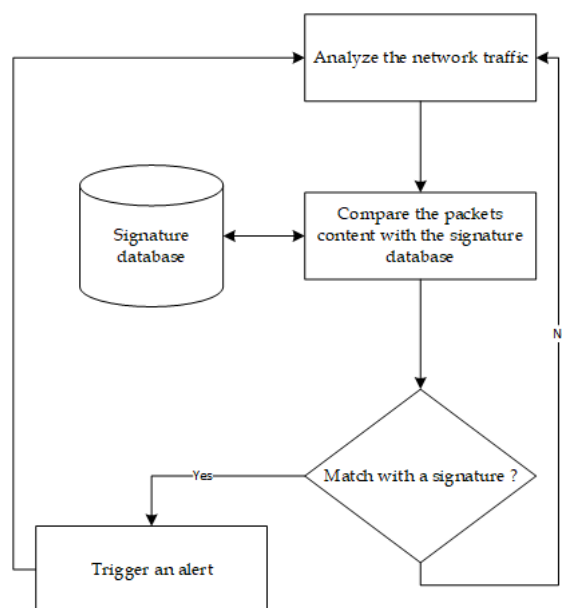 Analyze the network traffic
Signature
database
Compare the packets
content with the signature
database
N
Match with a signature ?
Yes
Trigger an alert